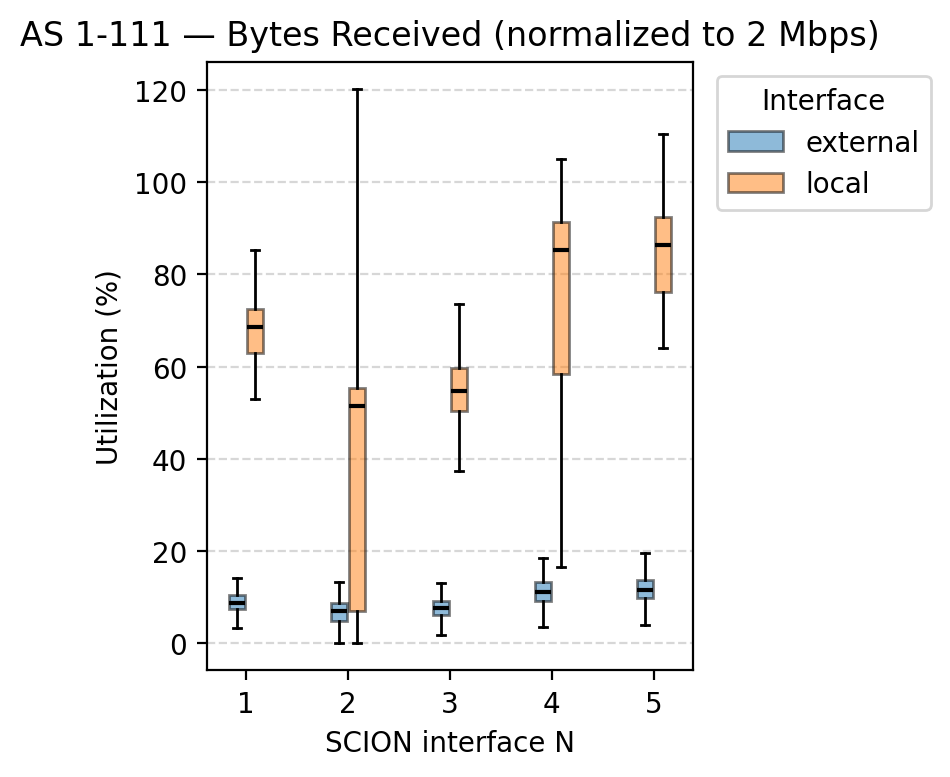 AS 1-111 — Bytes Received (normalized to 2 Mbps)
Interface
external
local
Utilization (%)
120
100
80
60
40
20
0
1 2 3 4 5
SCION interface N